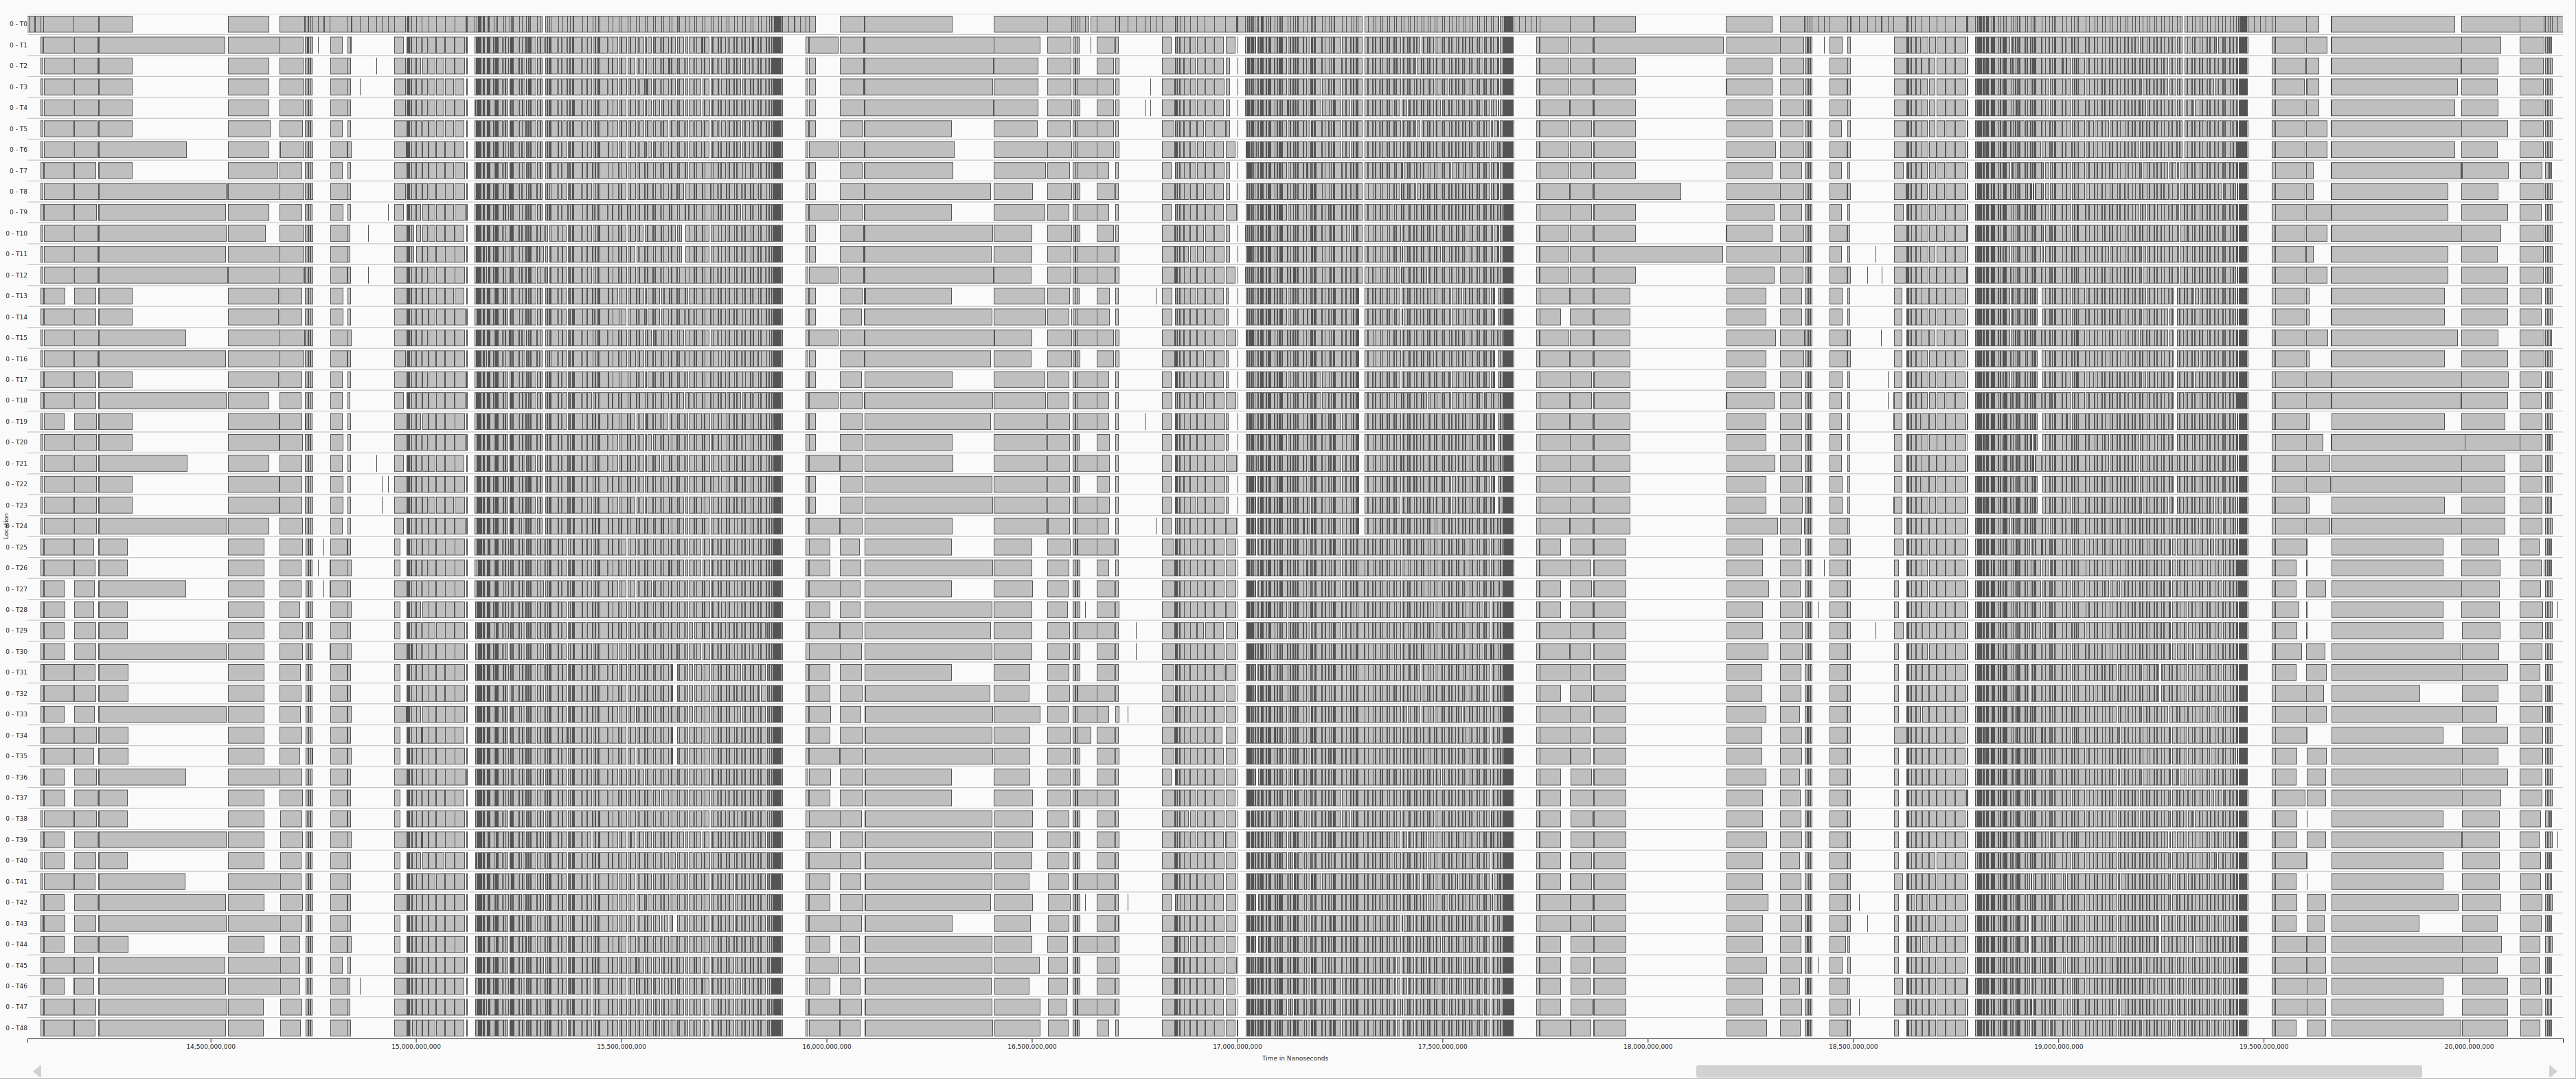 0 - T0
0 - T1
0 - T2
0 - T3
0 - T4
0 - T5
0 - T6
0 - T7
0 - T8
0 - T9
0 - T10
0 - T11
0 - T12
0 - T13
0 - T14
0 - T15
0 - T16
0 - T17
0 - T18
0 - T19
0 - T20
0 - T21
0 - T22
0 - T23
0 - T24
0 - T25
0 - T26
0 - T27
0 - T28
0 - T29
0 - T30
0 - T31
0 - T32
0 - T33
0 - T34
0 - T35
0 - T36
0 - T37
0 - T38
0 - T39
0 - T40
0 - T41
0 - T42
0 - T43
0 - T44
0 - T45
0 - T46
0 - T47
0 - T48
Location
14,500,000,000 15,000,000,000 15,500,000,000 16,000,000,000 16,500,000,000 17,000,000,000 17,500,000,000 18,000,000,000 18,500,000,000 19,000,000,000 19,500,000,000 20,000,000,000
Time in Nanoseconds